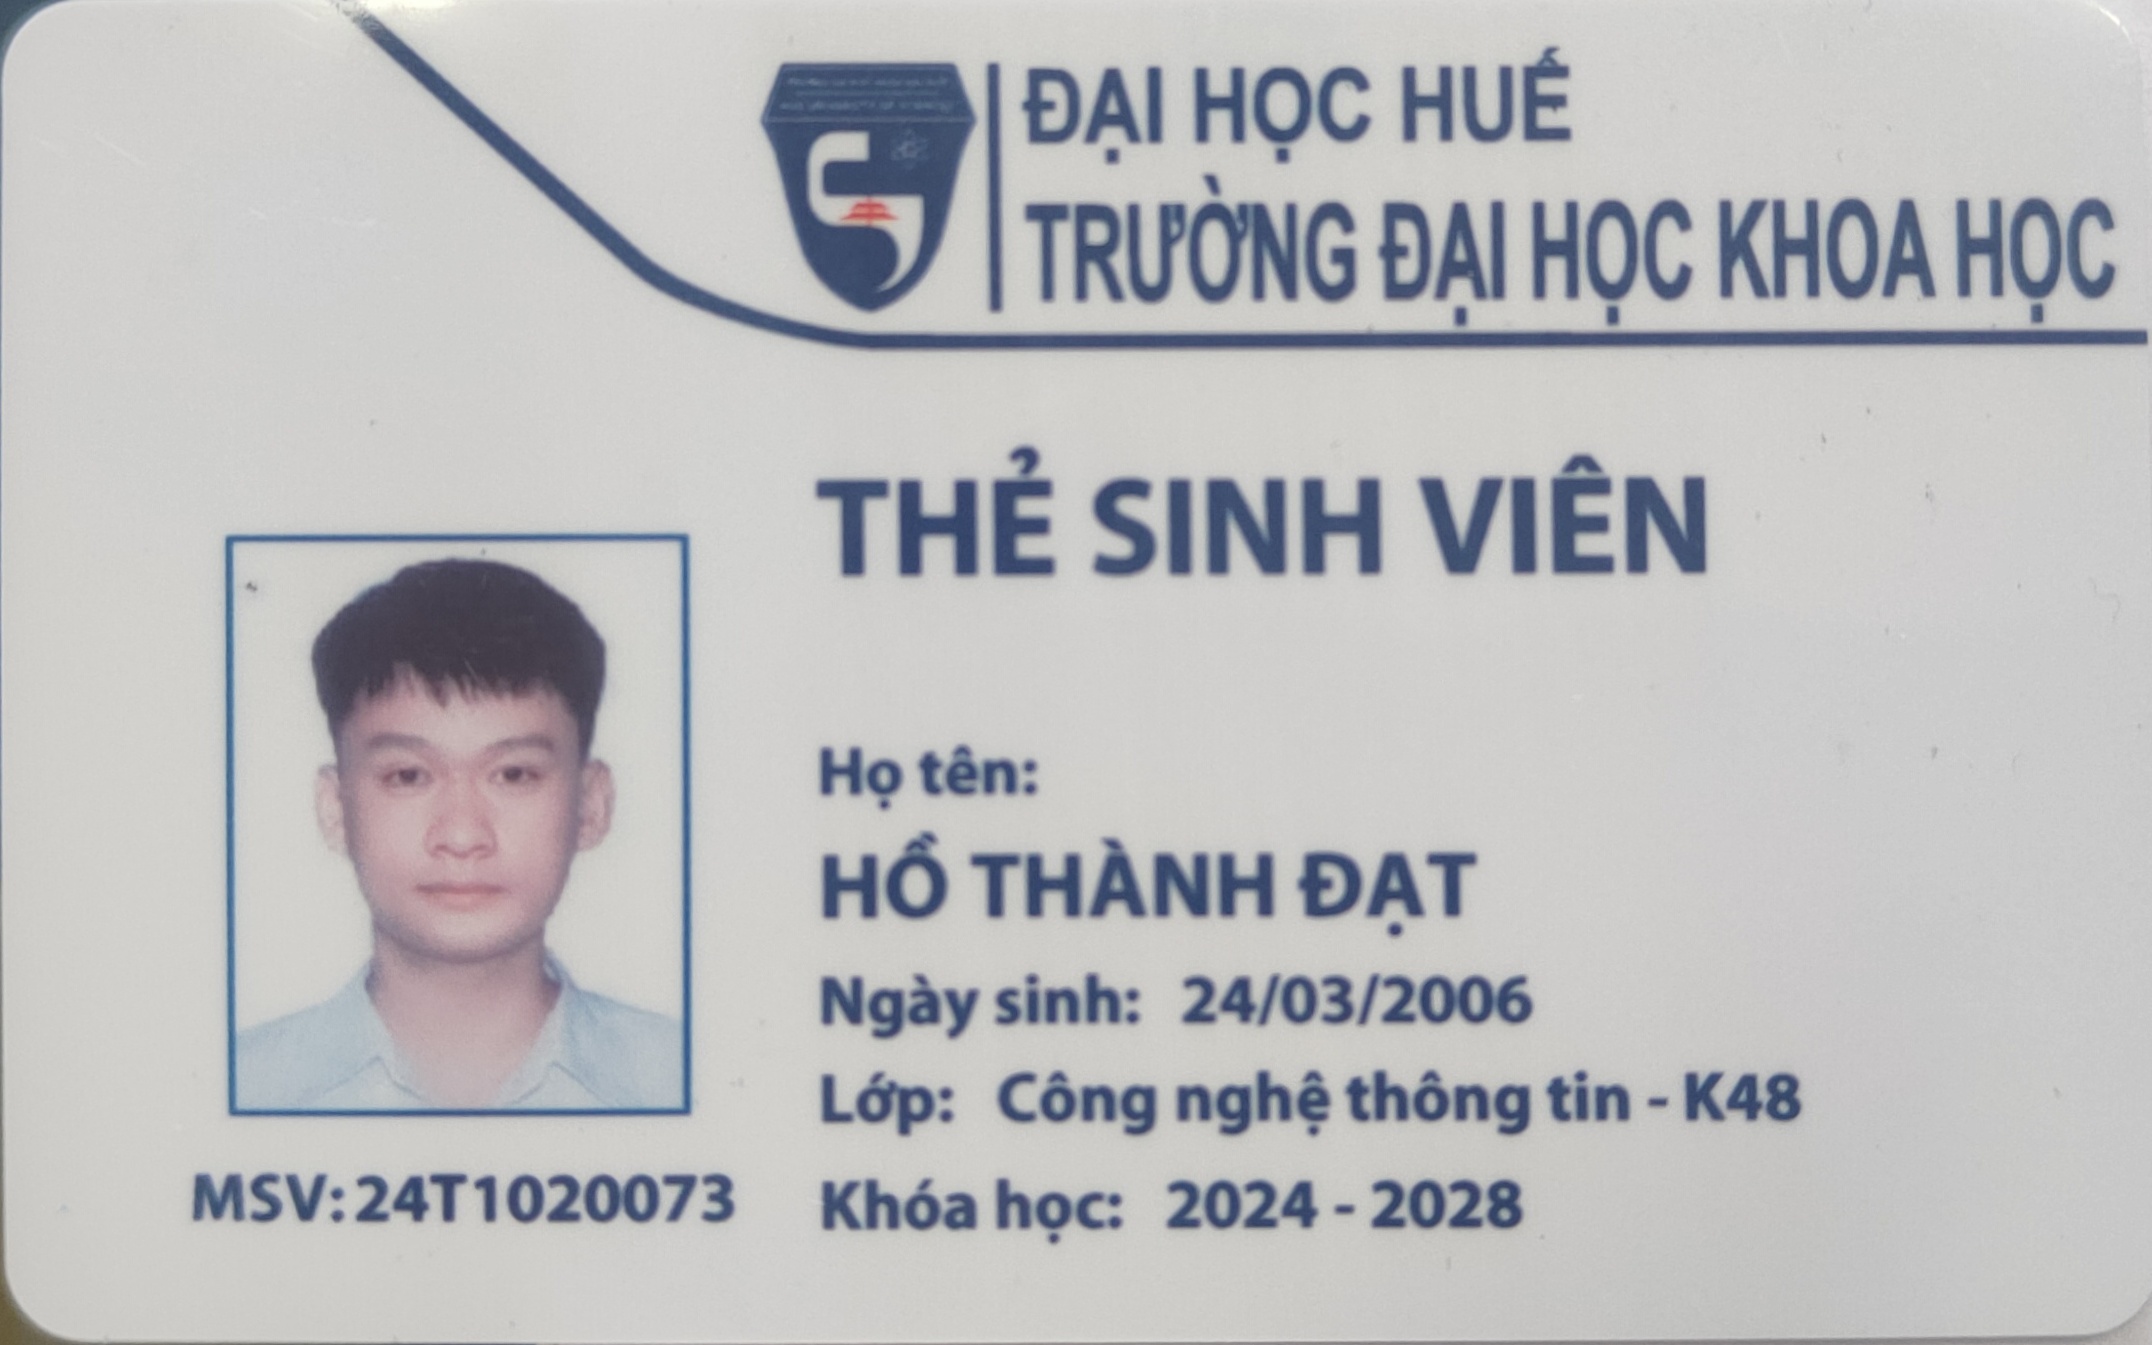 ĐẠI HỌC HUẾ
TRƯỜNG ĐẠI HỌC KHOA HỌC
THẺ SINH VIÊN
Họ tên:
HỒ THÀNH ĐẠT
Ngày sinh: 24/03/2006
Lớp: Công nghệ thông tin - K48
Khóa học: 2024 - 2028
MSV: 24T1020073